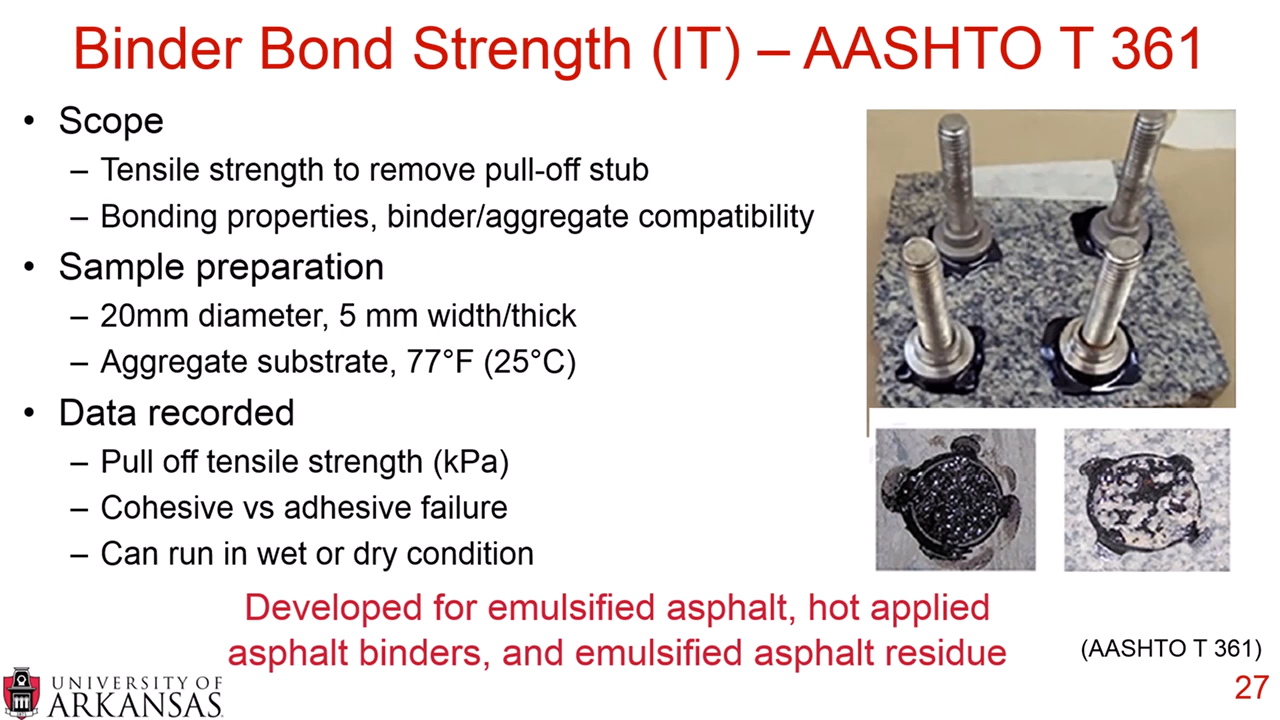 Binder Bond Strength (IT) – AASHTO T 361
• Scope
– Tensile strength to remove pull-off stub
– Bonding properties, binder/aggregate compatibility
• Sample preparation
– 20mm diameter, 5 mm width/thick
– Aggregate substrate, 77°F (25°C)
• Data recorded
– Pull off tensile strength (kPa)
– Cohesive vs adhesive failure
– Can run in wet or dry condition
Developed for emulsified asphalt, hot applied
asphalt binders, and emulsified asphalt residue
(AASHTO T 361)
UNIVERSITY OF
ARKANSAS
27